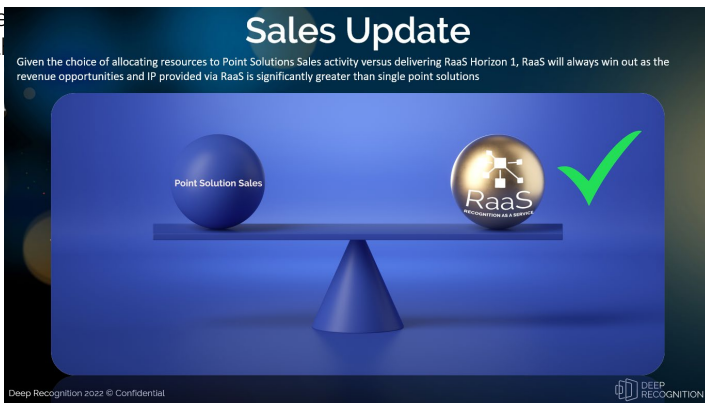 Sales Update
Given the choice of allocating resources to Point Solutions Sales activity versus delivering RaaS Horizon 1, RaaS will always win out as the
revenue opportunities and IP provided via RaaS is significantly greater than single point solutions
Point Solution Sales
RaaS
RECOGNITION AS A SERVICE
Deep Recognition 2022 © Confidential
DEEP
RECOGNITION